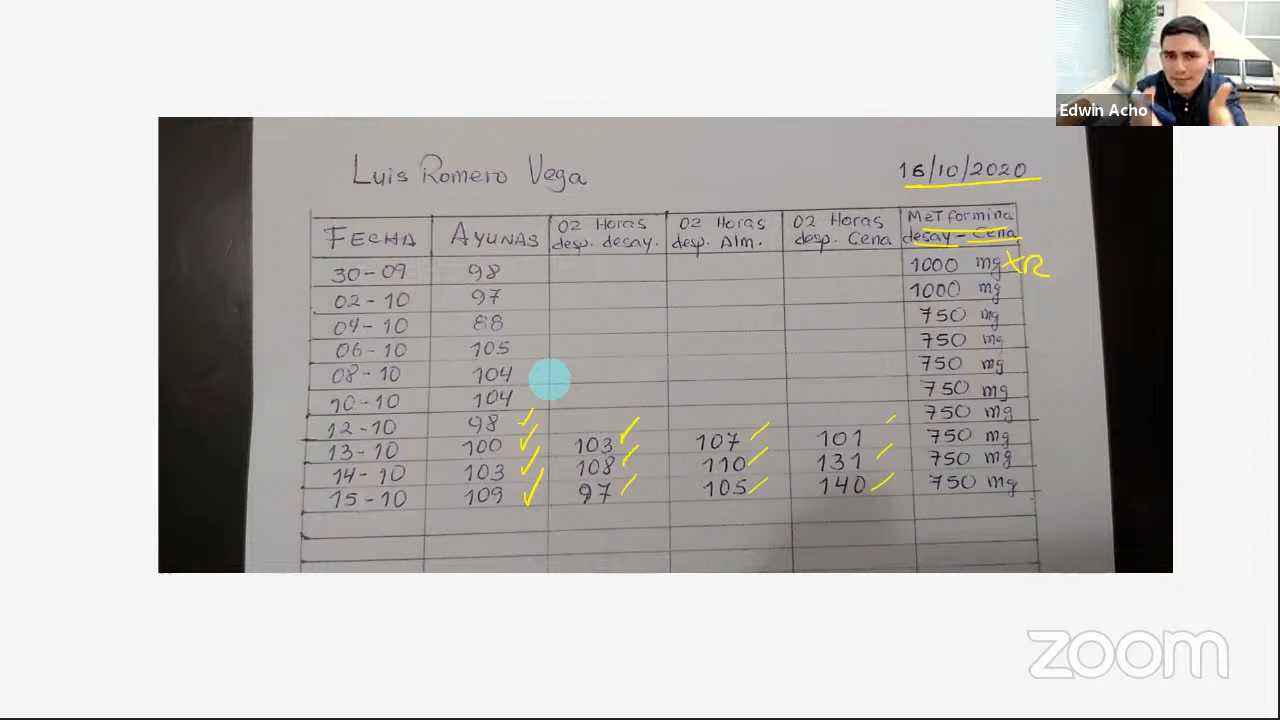 Edwin Acho
Luis Romero Vega
16/10/2020
FECHA AYUNAS 02 Horas desp. desay. 02 Horas desp. Alm. 02 Horas desp. Cena Metformina desay - Cena
30-09 98 1000 mg XR
02-10 97 1000 mg
04-10 88 750 mg
06-10 105 750 mg
08-10 104 750 mg
10-10 104 750 mg
12-10 98 750 mg
13-10 100 103 107 101 750 mg
14-10 103 108 110 131 750 mg
15-10 109 97 105 140 750 mg
zoom